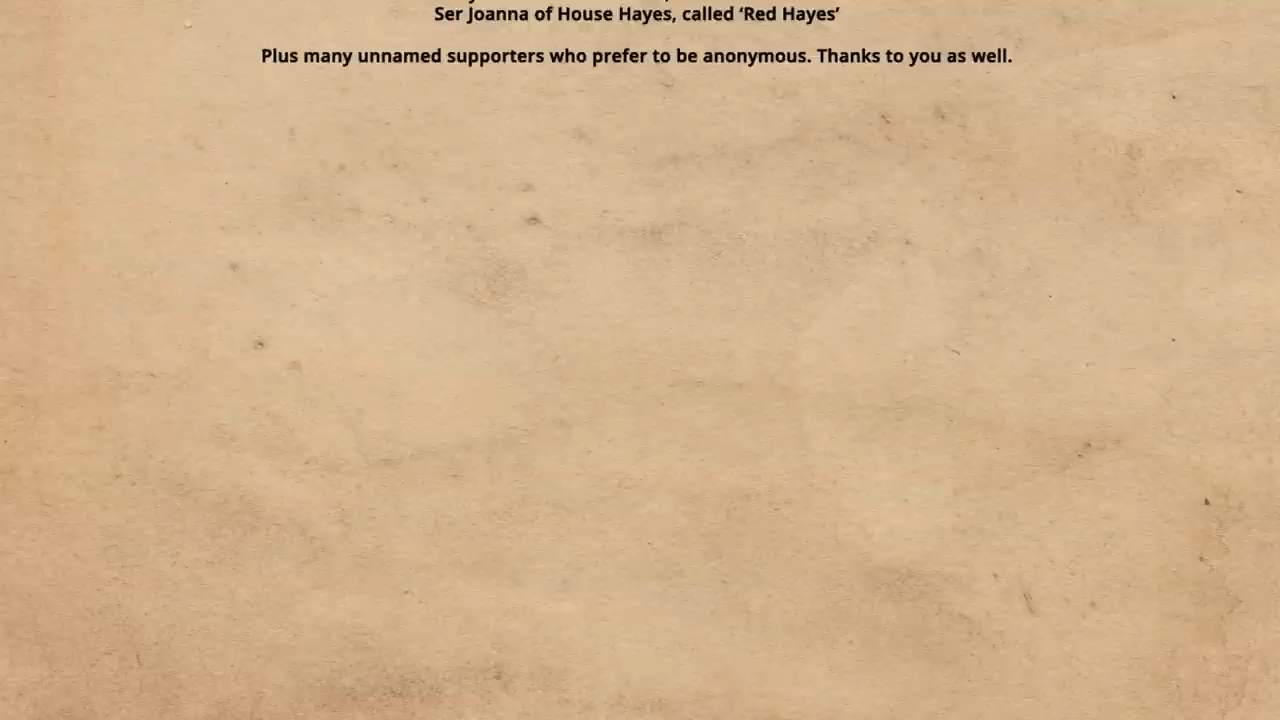 Ser Joanna of House Hayes, called ‘Red Hayes’
Plus many unnamed supporters who prefer to be anonymous. Thanks to you as well.